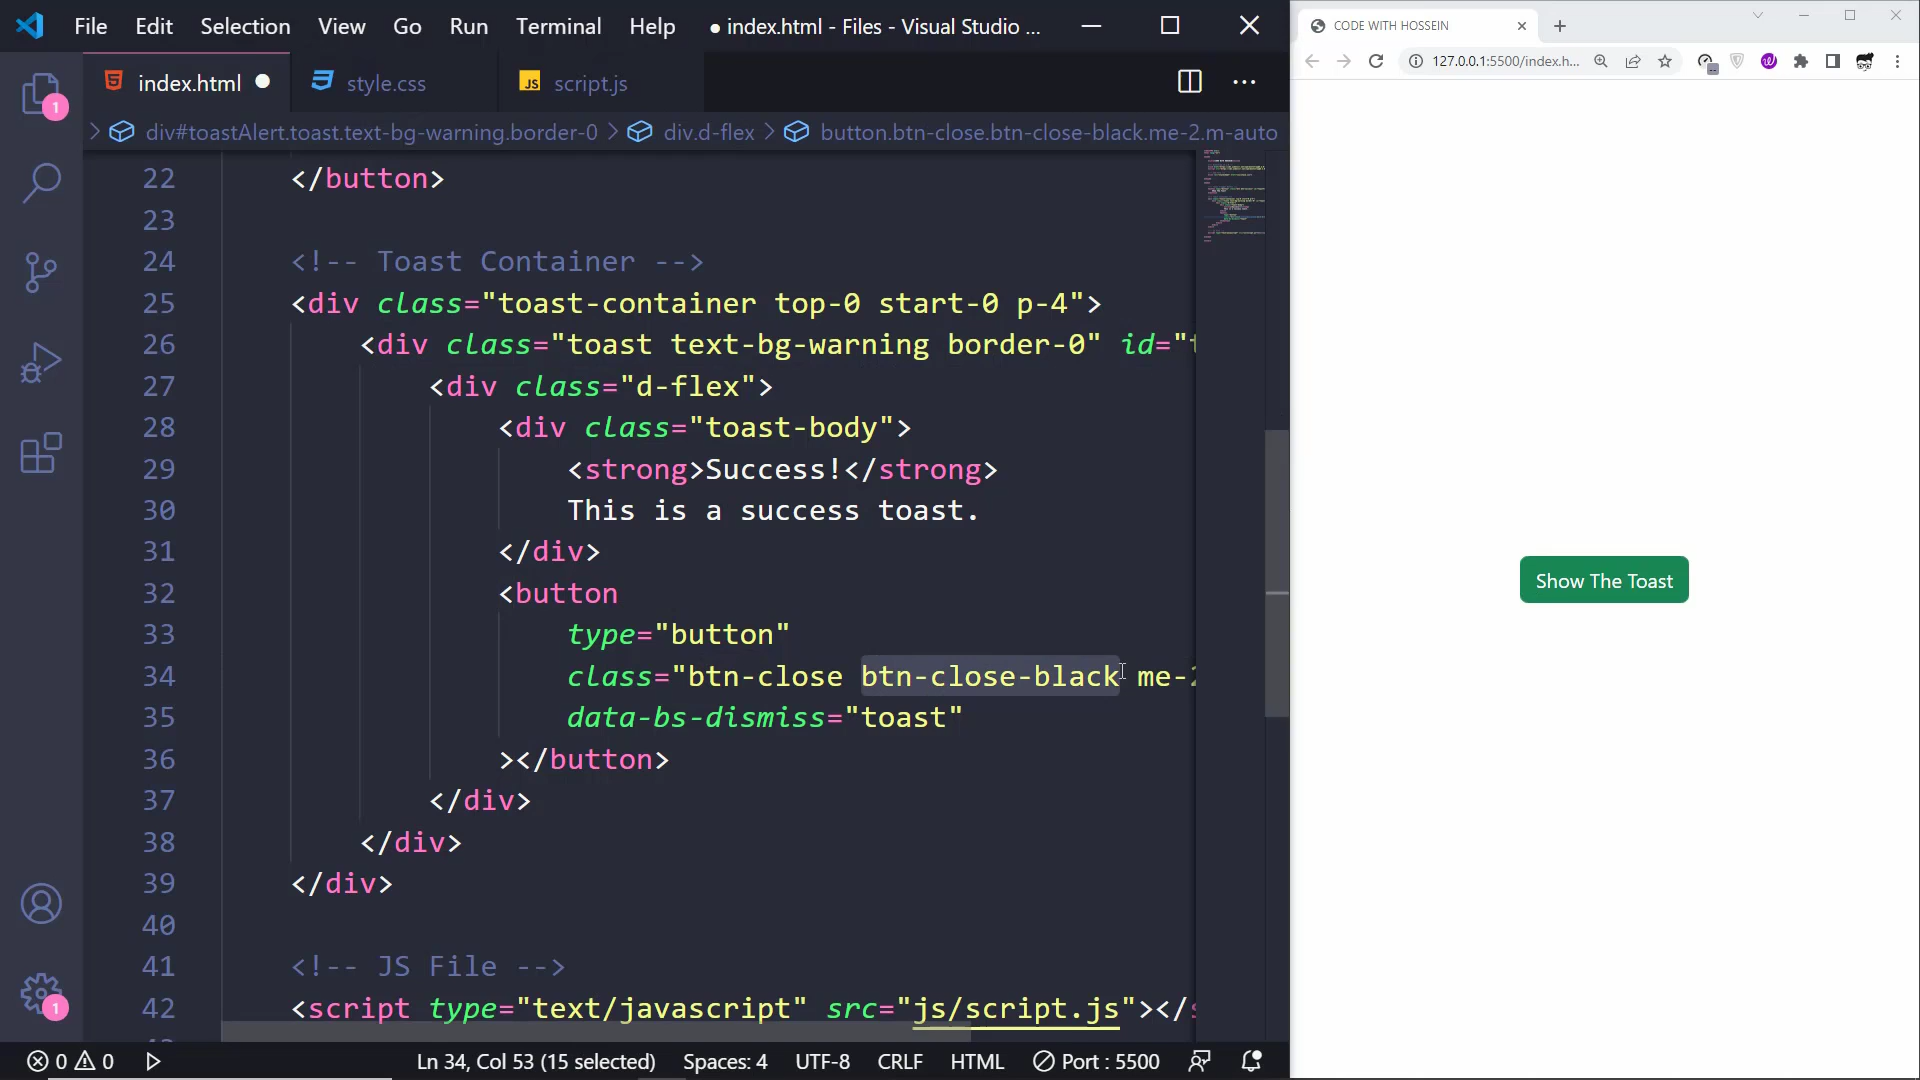 File Edit Selection View Go Run Terminal Help ● index.html - Files - Visual Studio ...
index.html style.css JS script.js
div#toastAlert.toast.text-bg-warning.border-0 > div.d-flex > button.btn-close.btn-close-black.me-2.m-auto
22 </button>
23
24 <!-- Toast Container -->
25 <div class="toast-container top-0 start-0 p-4">
26 <div class="toast text-bg-warning border-0" id="t
27 <div class="d-flex">
28 <div class="toast-body">
29 <strong>Success!</strong>
30 This is a success toast.
31 </div>
32 <button
33 type="button"
34 class="btn-close btn-close-black me-2
35 data-bs-dismiss="toast"
36 ></button>
37 </div>
38 </div>
39 </div>
40
41 <!-- JS File -->
42 <script type="text/javascript" src="js/script.js"></s
1
1
0 0 Ln 34, Col 53 (15 selected) Spaces: 4 UTF-8 CRLF HTML Port : 5500
CODE WITH HOSSEIN
127.0.0.1:5500/index.h...
Show The Toast